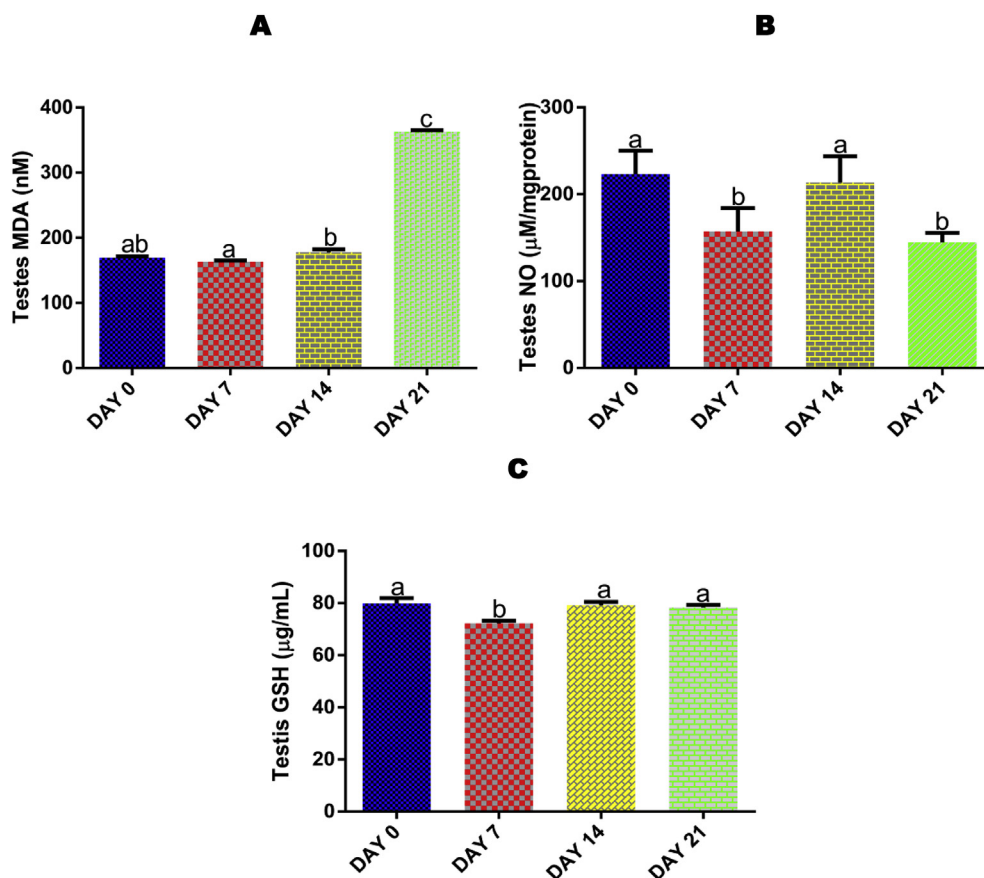 A
Testes MDA (nM)
400
300
200
100
0
ab
a
b
c
DAY 0
DAY 7
DAY 14
DAY 21
B
Testes NO (μM/mgprotein)
300
200
100
0
a
b
a
b
DAY 0
DAY 7
DAY 14
DAY 21
C
Testis GSH (μg/mL)
100
80
60
40
20
0
a
b
a
a
DAY 0
DAY 7
DAY 14
DAY 21